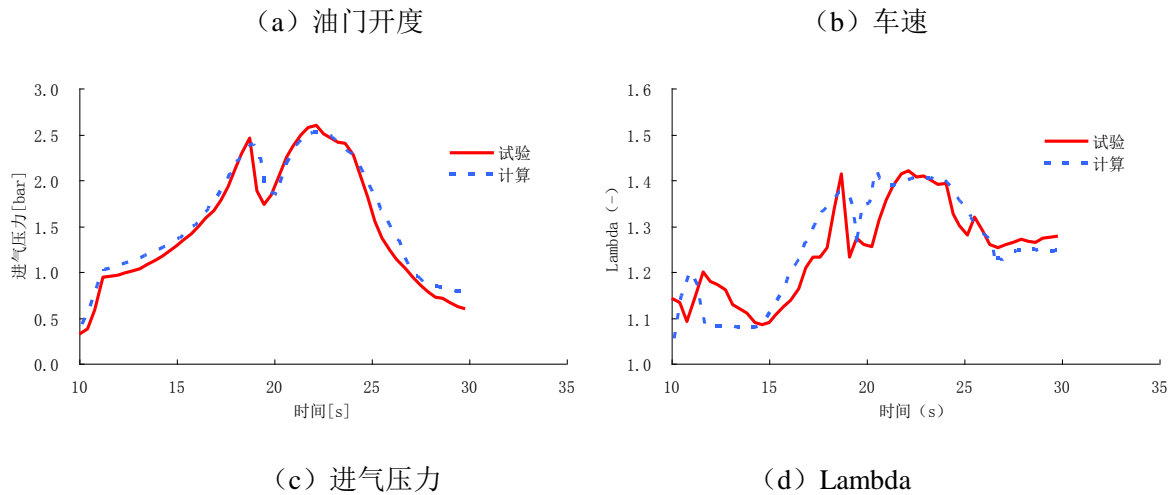 （a）油门开度
（b）车速
3.0
2.5
2.0
1.5
1.0
0.5
0.0
进气压力[bar]
试验
计算
10
15
20
25
30
35
时间[s]
1.6
1.5
1.4
1.3
1.2
1.1
1.0
Lambda（-）
试验
计算
10
15
20
25
30
35
时间（s）
（c）进气压力
（d）Lambda